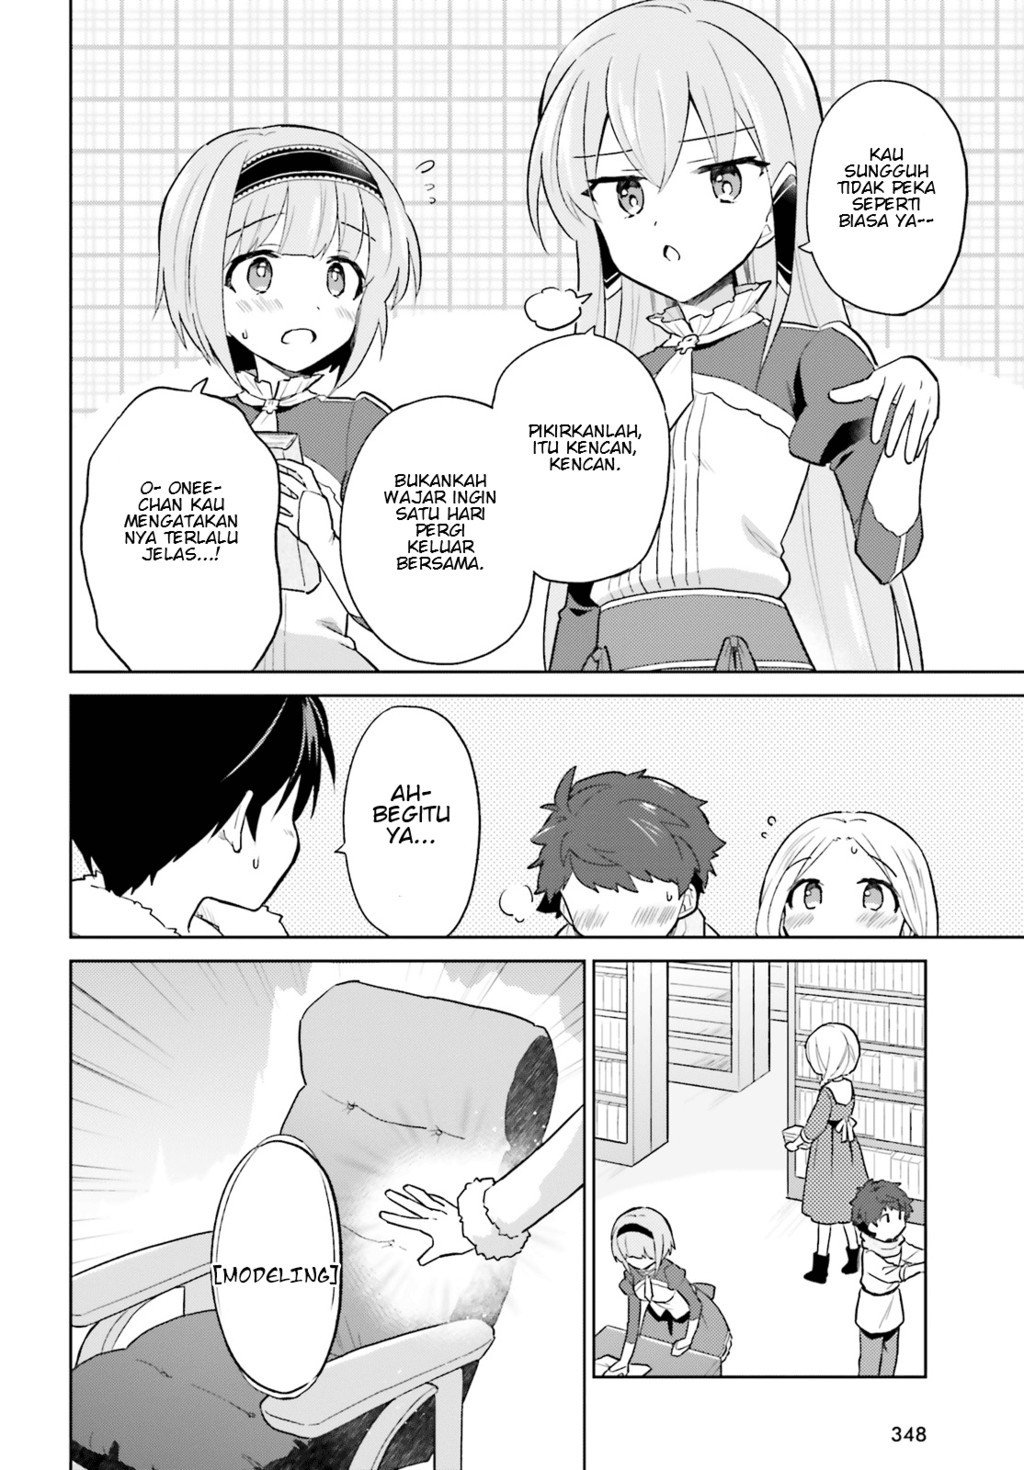 KAU
SUNGGUH
TIDAK PEKA
SEPERTI
BIASA YA--
PIKIRKANLAH,
ITU KENCAN,
KENCAN.
BUKANKAH
WAJAR INGIN
SATU HARI
PERGI
KELUAR
BERSAMA.
O- ONEE-
CHAN KAU
MENGATAKAN
NYA TERLALU
JELAS...!
AH-
BEGITU
YA...
[MODELING]
348